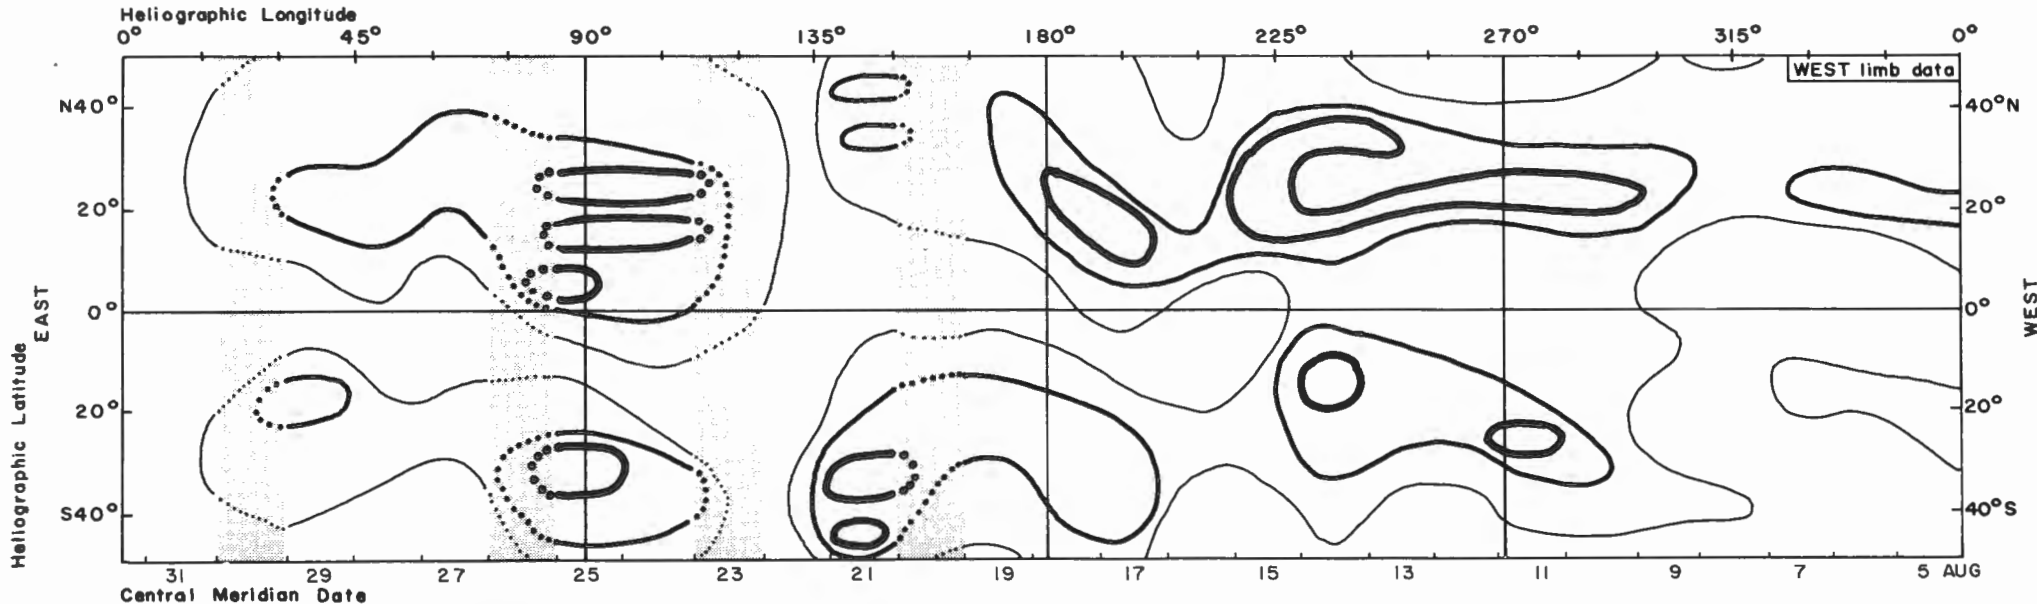 Heliographic Longitude
0° 45° 90° 135° 180° 225° 270° 315° 0°
WEST limb data
N40° 40°N
20° 20°
0° 0°
EAST WEST
20° 20°
S40° 40°S
Heliographic Latitude
31 29 27 25 23 21 19 17 15 13 11 9 7 5 AUG
Central Meridian Date